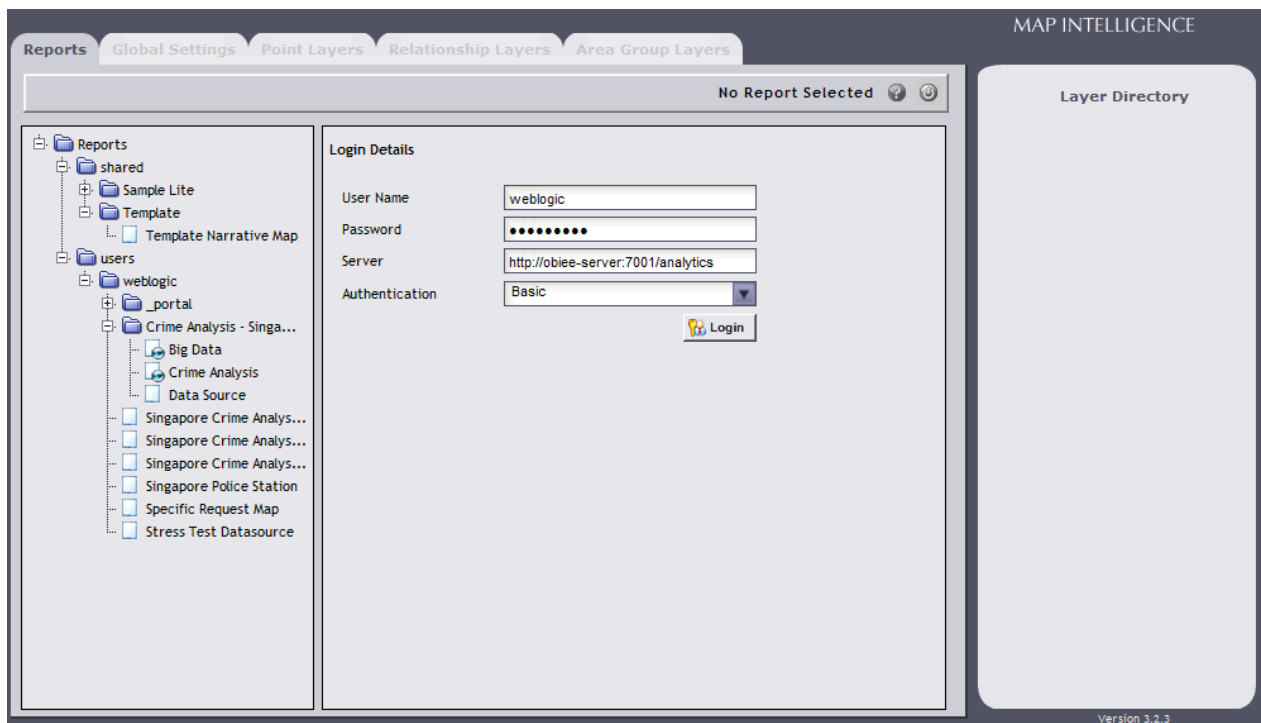 MAP INTELLIGENCE
Reports
Global Settings
Point Layers
Relationship Layers
Area Group Layers
No Report Selected
Layer Directory
Reports
shared
Sample Lite
Template
Template Narrative Map
users
weblogic
_portal
Crime Analysis - Singa...
Big Data
Crime Analysis
Data Source
Singapore Crime Analys...
Singapore Crime Analys...
Singapore Crime Analys...
Singapore Police Station
Specific Request Map
Stress Test Datasource
Login Details
User Name
weblogic
Password
•••••••••
Server
http://obiee-server:7001/analytics
Authentication
Basic
Login
Version 3.2.3